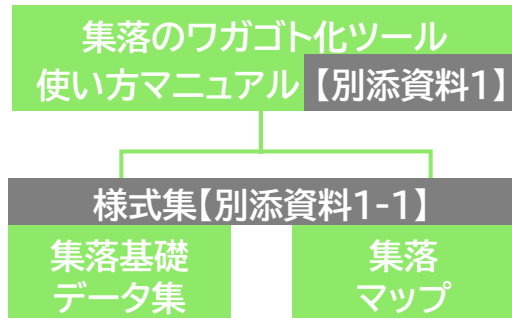 集落のワガゴト化ツール
使い方マニュアル【別添資料1】
様式集【別添資料1-1】
集落基礎
データ集
集落
マップ